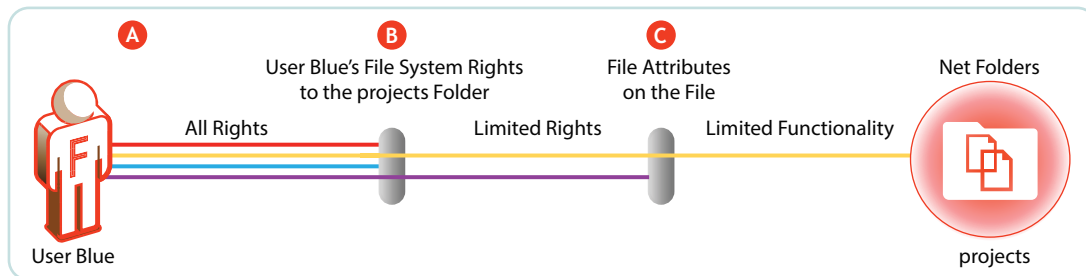 A
B
C
User Blue's File System Rights
to the projects Folder
File Attributes
on the File
Net Folders
All Rights
Limited Rights
Limited Functionality
F
User Blue
projects